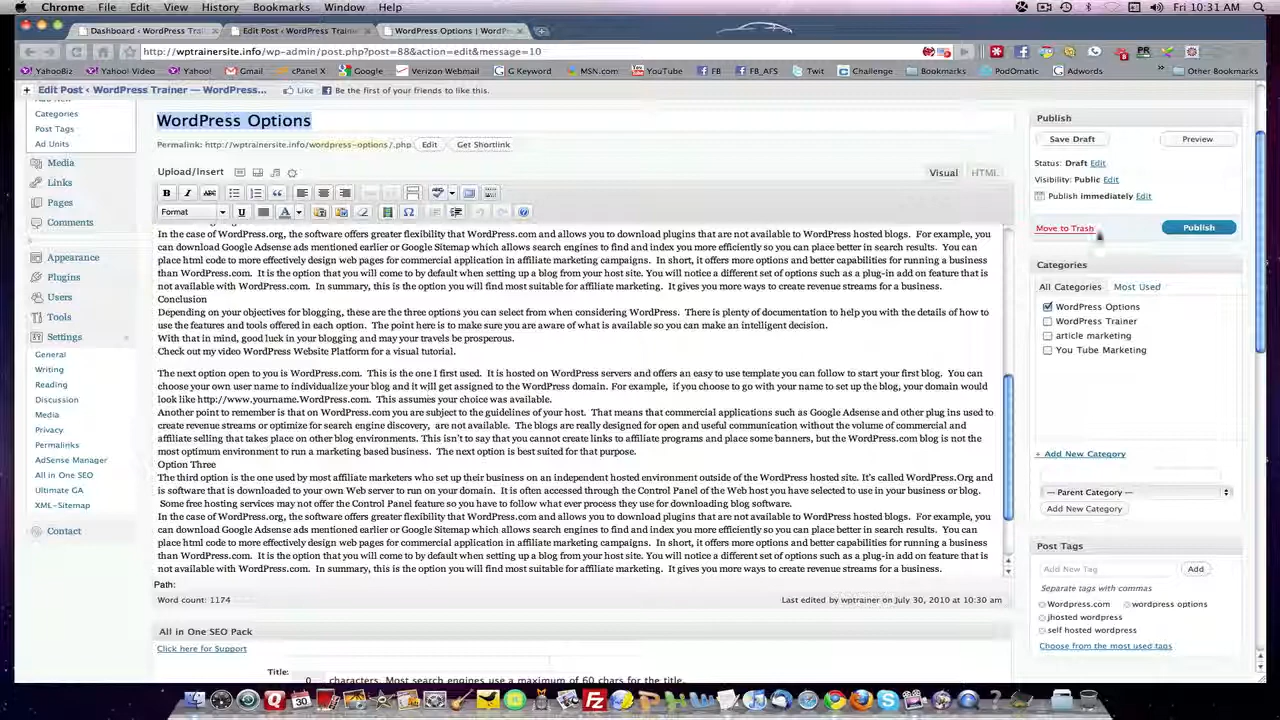 Chrome File Edit View History Bookmarks Window Help
Fri 10:31 AM
Dashboard ‹ WordPress Trai...
Edit Post ‹ WordPress Traine
WordPress Options | WordPr
http://wptrainersite.info/wp-admin/post.php?post=88&action=edit&message=10
YahooBiz Yahoo! Video Yahoo! Gmail cPanel X Google Verizon Webmail G Keyword MSN.com YouTube FB FB_AFS Twit Challenge Bookmarks PodOmatic Adwords Other Bookmarks
Edit Post ‹ WordPress Trainer — WordPress...
Like
Be the first of your friends to like this.
Categories
Post Tags
Ad Units
Media
Links
Pages
Comments
Appearance
Plugins
Users
Tools
Settings
General
Writing
Reading
Discussion
Media
Privacy
Permalinks
AdSense Manager
All in One SEO
Ultimate GA
XML-Sitemap
Contact
WordPress Options
Permalink: http://wptrainersite.info/wordpress-options/.php Edit Get Shortlink
Upload/Insert
Visual HTML
B I ABC
Format U A
In the case of WordPress.org, the software offers greater flexibility that WordPress.com and allows you to download plugins that are not available to WordPress hosted blogs. For example, you
can download Google Adsense ads mentioned earlier or Google Sitemap which allows search engines to find and index you more efficiently so you can place better in search results. You can
place html code to more effectively design web pages for commercial application in affiliate marketing campaigns. In short, it offers more options and better capabilities for running a business
than WordPress.com. It is the option that you will come to by default when setting up a blog from your host site. You will notice a different set of options such as a plug-in add on feature that is
not available with WordPress.com. In summary, this is the option you will find most suitable for affiliate marketing. It gives you more ways to create revenue streams for your business.
Conclusion
Depending on your objectives for blogging, these are the three options you can select from when considering WordPress. There is plenty of documentation to help you with the details of how to
use the features and tools offered in each option. The point here is to make sure you are aware of what is available so you can make an intelligent decision.
With that in mind, good luck in your blogging and may your travels be prosperous.
Check out my video WordPress Website Platform for a visual tutorial.
The next option open to you is WordPress.com. This is the one I first used. It is hosted on WordPress servers and offers an easy to use template you can follow to start your first blog. You can
choose your own user name to individualize your blog and it will get assigned to the WordPress domain. For example, if you choose to go with your name to set up the blog, your domain would
look like http://www.yourname.WordPress.com. This assumes your choice was available.
Another point to remember is that on WordPress.com you are subject to the guidelines of your host. That means that commercial applications such as Google Adsense and other plug ins used to
create revenue streams or optimize for search engine discovery, are not available. The blogs are really designed for open and useful communication without the volume of commercial and
affiliate selling that takes place on other blog environments. This isn't to say that you cannot create links to affiliate programs and place some banners, but the WordPress.com blog is not the
most optimum environment to run a marketing based business. The next option is best suited for that purpose.
Option Three
The third option is the one used by most affiliate marketers who set up their business on an independent hosted environment outside of the WordPress hosted site. It's called WordPress.Org and
is software that is downloaded to your own Web server to run on your domain. It is often accessed through the Control Panel of the Web host you have selected to use in your business or blog.
Some free hosting services may not offer the Control Panel feature so you have to follow what ever process they use for downloading blog software.
In the case of WordPress.org, the software offers greater flexibility that WordPress.com and allows you to download plugins that are not available to WordPress hosted blogs. For example, you
can download Google Adsense ads mentioned earlier or Google Sitemap which allows search engines to find and index you more efficiently so you can place better in search results. You can
place html code to more effectively design web pages for commercial application in affiliate marketing campaigns. In short, it offers more options and better capabilities for running a business
than WordPress.com. It is the option that you will come to by default when setting up a blog from your host site. You will notice a different set of options such as a plug-in add on feature that is
not available with WordPress.com. In summary, this is the option you will find most suitable for affiliate marketing. It gives you more ways to create revenue streams for your business.
Path:
Word count: 1174
Last edited by wptrainer on July 30, 2010 at 10:30 am
All in One SEO Pack
Click here for Support
Title:
0 characters. Most search engines use a maximum of 60 chars for the title.
Publish
Save Draft Preview
Status: Draft Edit
Visibility: Public Edit
Publish immediately Edit
Move to Trash Publish
Categories
All Categories Most Used
WordPress Options
WordPress Trainer
article marketing
You Tube Marketing
+ Add New Category
— Parent Category —
Add New Category
Post Tags
Add New Tag Add
Separate tags with commas
Wordpress.com wordpress options
jhosted wordpress
self hosted wordpress
Choose from the most used tags